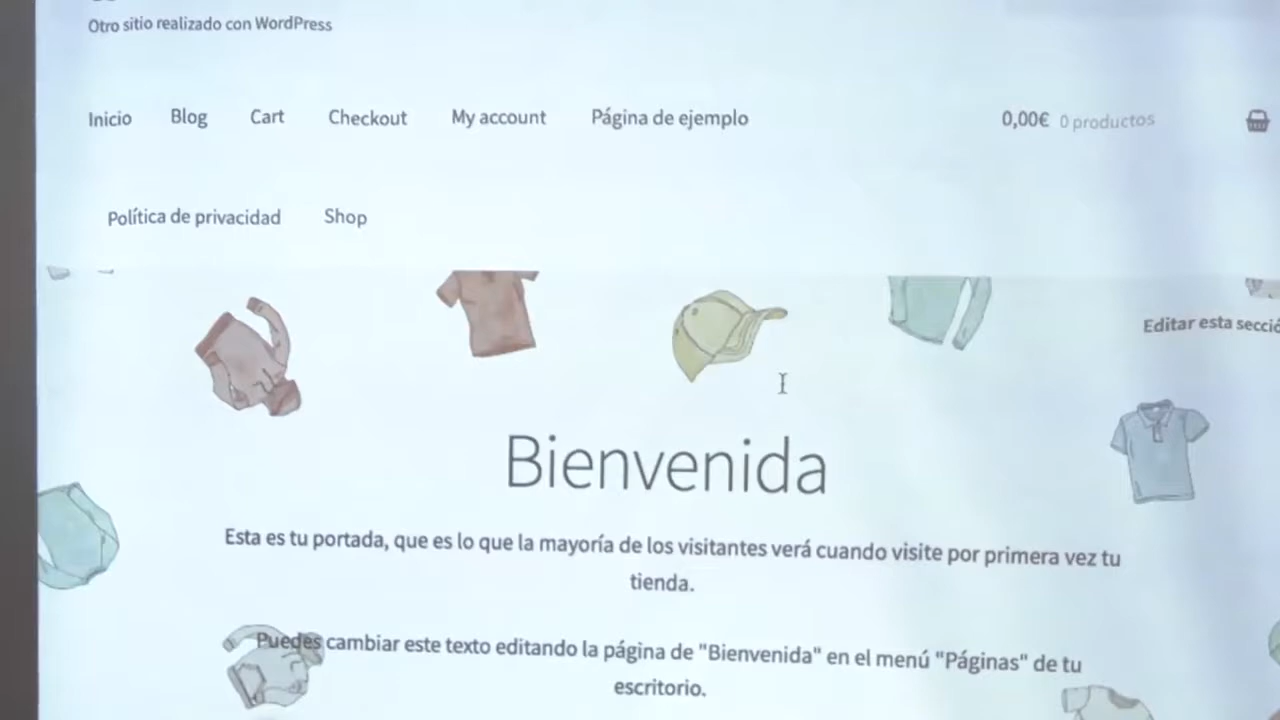 Otro sitio realizado con WordPress
Inicio Blog Cart Checkout My account Página de ejemplo 0,00€ 0 productos
Política de privacidad Shop
Editar esta secció
Bienvenida
Esta es tu portada, que es lo que la mayoría de los visitantes verá cuando visite por primera vez tu
tienda.
Puedes cambiar este texto editando la página de "Bienvenida" en el menú "Páginas" de tu
escritorio.